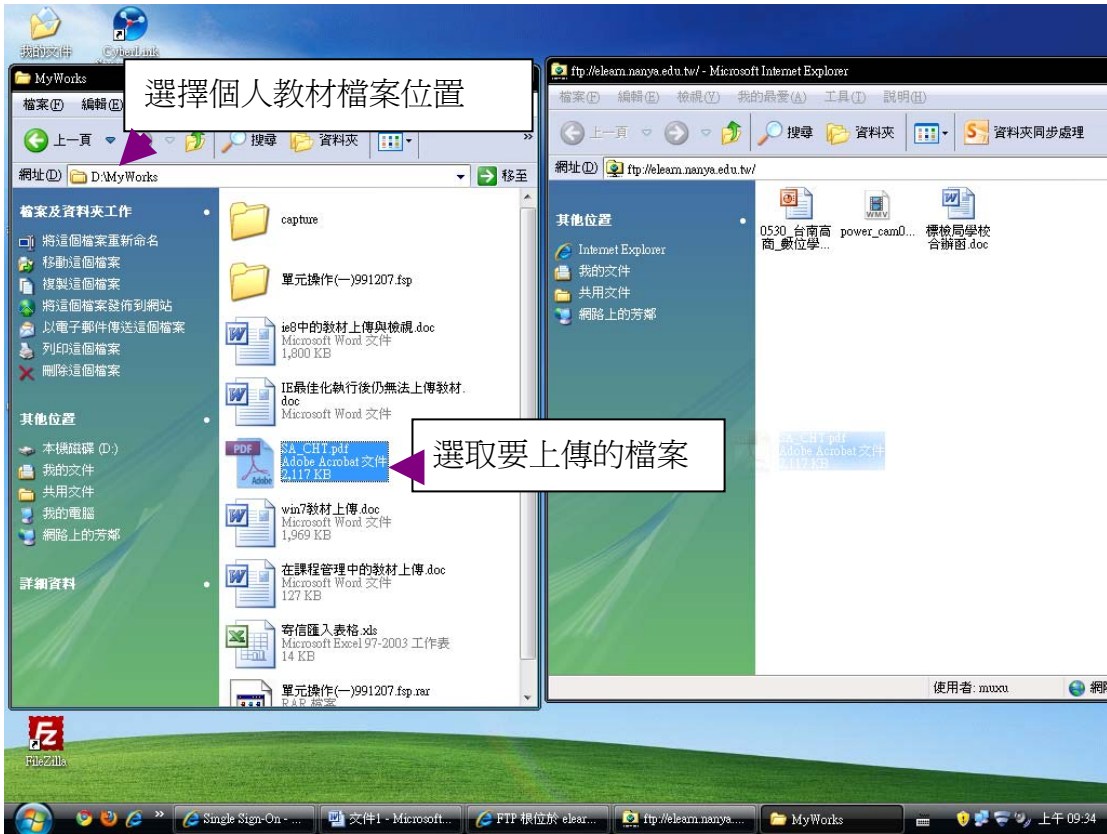 我的文件
CyberLink
MyWorks
選擇個人教材檔案位置
檔案(F) 編輯(E)
上一頁
搜尋 資料夾
網址(D) D:\MyWorks 移至
檔案及資料夾工作
將這個檔案重新命名
移動這個檔案
複製這個檔案
將這個檔案發佈到網站
以電子郵件傳送這個檔案
列印這個檔案
刪除這個檔案
其他位置
本機磁碟 (D:)
我的文件
共用文件
我的電腦
網路上的芳鄰
詳細資料
capture
單元操作(一)991207.fsp
ie8中的教材上傳與檢視.doc
Microsoft Word 文件
1,800 KB
IE最佳化執行後仍無法上傳教材.
doc
Microsoft Word 文件
SA_CHT.pdf
Adobe Acrobat 文件
2,117 KB
選取要上傳的檔案
win7教材上傳.doc
Microsoft Word 文件
1,969 KB
在課程管理中的教材上傳.doc
Microsoft Word 文件
127 KB
寄信匯入表格.xls
Microsoft Excel 97-2003 工作表
14 KB
單元操作(一)991207.fsp.rar
RAR 檔案
ftp://elearn.nanya.edu.tw/ - Microsoft Internet Explorer
檔案(F) 編輯(E) 檢視(V) 我的最愛(A) 工具(T) 說明(H)
上一頁 搜尋 資料夾 資料夾同步處理
網址(D) ftp://elearn.nanya.edu.tw/
其他位置
Internet Explorer
我的文件
共用文件
網路上的芳鄰
0530_台南高
商_數位學...
WMV
power_cam0...
標檢局學校
合辦函.doc
SA_CHT.pdf
Adobe Acrobat 文件
2,117 KB
使用者: muxu
FileZilla
Single Sign-On - ... 文件1 - Microsoft... FTP 根位於 elear... ftp://elearn.nanya.... MyWorks 上午 09:34